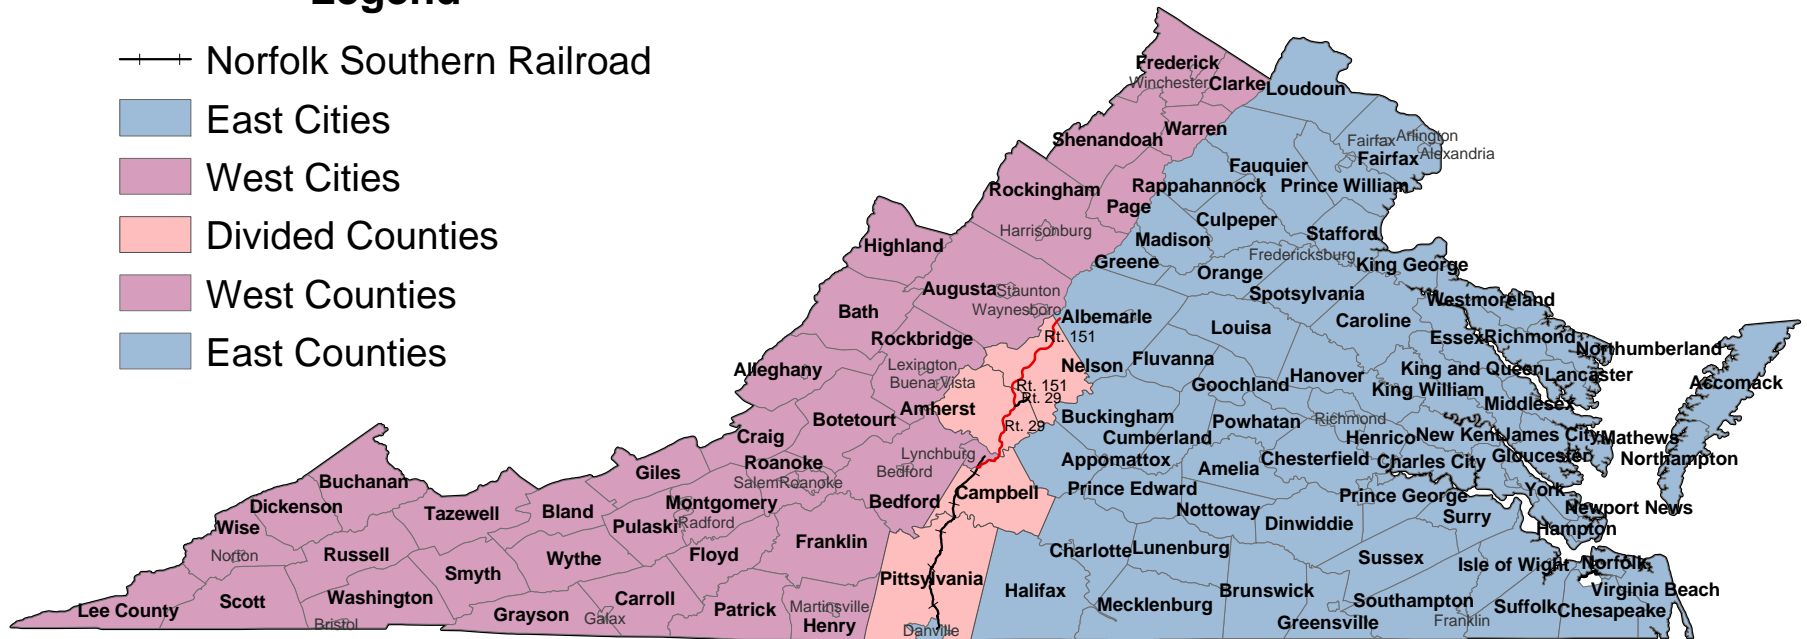 Legend
Norfolk Southern Railroad
East Cities
West Cities
Divided Counties
West Counties
East Counties
Frederick
Winchester
Clarke
Loudoun
Shenandoah
Warren
Fairfax
Arlington
Fairfax
Alexandria
Fauquier
Rockingham
Rappahannock
Prince William
Page
Culpeper
Harrisonburg
Stafford
Highland
Madison
Fredericksburg
Greene
King George
Orange
Augusta
Staunton
Spotsylvania
Westmoreland
Bath
Waynesboro
Albemarle
Caroline
Rockbridge
Rt. 151
Louisa
Essex
Richmond
Northumberland
Alleghany
Lexington
Nelson
Fluvanna
King and Queen
Lancaster
Buena Vista
Rt. 151
Rt. 29
Goochland
Hanover
King William
Accomack
Amherst
Middlesex
Botetourt
Rt. 29
Buckingham
Powhatan
Richmond
Craig
Cumberland
Henrico
New Kent
James City
Mathews
Lynchburg
Gloucester
Northampton
Roanoke
Bedford
Appomattox
Amelia
Chesterfield
Charles City
Giles
Salem
Roanoke
Buchanan
Campbell
Prince Edward
Prince George
York
Dickenson
Montgomery
Bedford
Nottoway
Newport News
Tazewell
Bland
Pulaski
Radford
Dinwiddie
Surry
Wise
Hampton
Norton
Russell
Wythe
Floyd
Franklin
Charlotte
Lunenburg
Sussex
Isle of Wight
Norfolk
Smyth
Pittsylvania
Halifax
Brunswick
Virginia Beach
Lee County
Scott
Washington
Carroll
Patrick
Martinsville
Mecklenburg
Southampton
Suffolk
Chesapeake
Bristol
Grayson
Galax
Henry
Danville
Greensville
Franklin